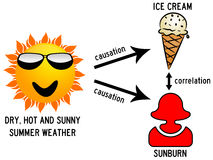 ICE CREAM
causation
correlation
causation
DRY, HOT AND SUNNY
SUMMER WEATHER
SUNBURN